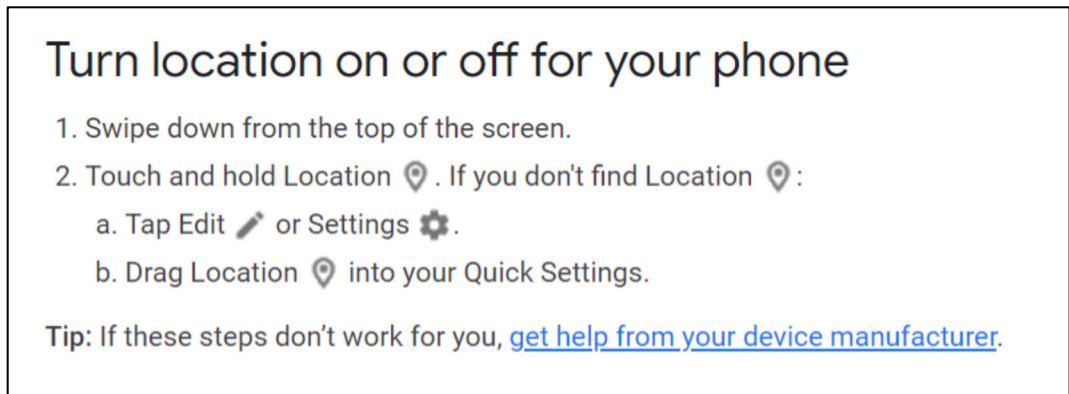 Turn location on or off for your phone
1. Swipe down from the top of the screen.
2. Touch and hold Location . If you don't find Location :
a. Tap Edit or Settings .
b. Drag Location into your Quick Settings.
Tip: If these steps don’t work for you, get help from your device manufacturer.